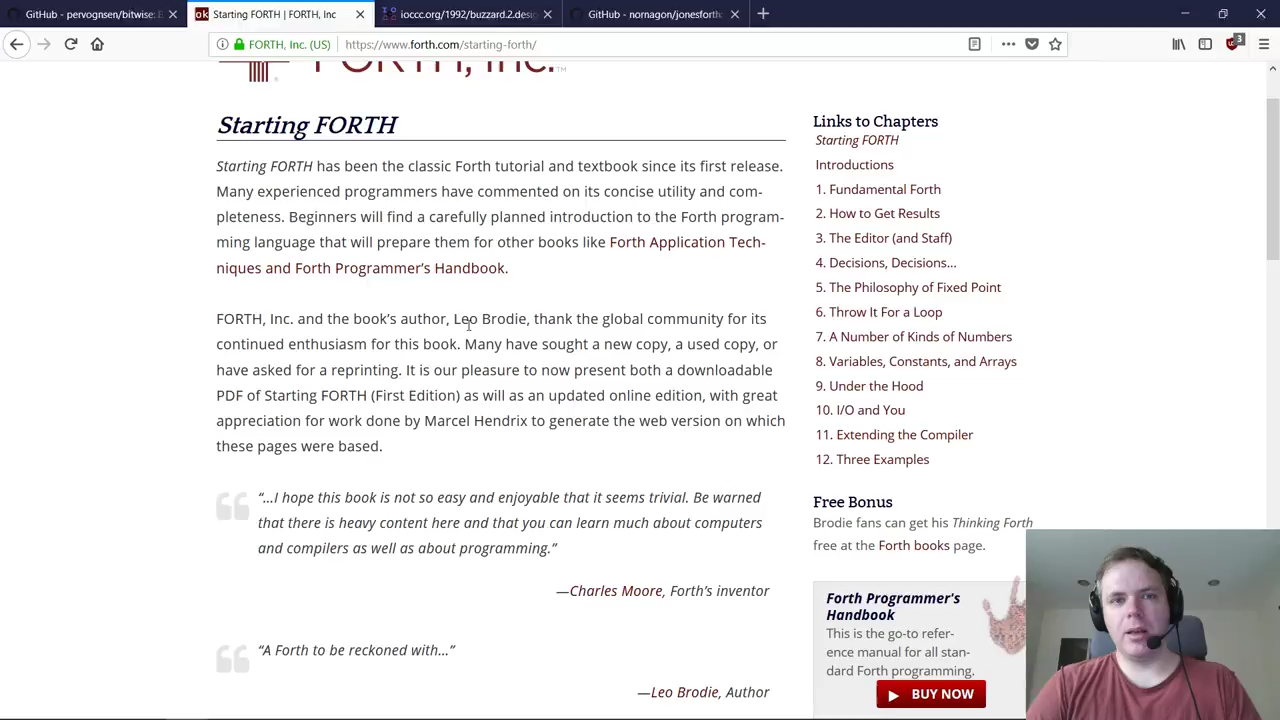 GitHub - pervognsen/bitwise: B
Starting FORTH | FORTH, Inc
ioccc.org/1992/buzzard.2.desig
GitHub - nornagon/jonesforth:
FORTH, Inc. (US)
https://www.forth.com/starting-forth/
3
FORTH, Inc.
Starting FORTH
Starting FORTH has been the classic Forth tutorial and textbook since its first release.
Many experienced programmers have commented on its concise utility and com-
pleteness. Beginners will find a carefully planned introduction to the Forth program-
ming language that will prepare them for other books like Forth Application Tech-
niques and Forth Programmer's Handbook.
FORTH, Inc. and the book's author, Leo Brodie, thank the global community for its
continued enthusiasm for this book. Many have sought a new copy, a used copy, or
have asked for a reprinting. It is our pleasure to now present both a downloadable
PDF of Starting FORTH (First Edition) as well as an updated online edition, with great
appreciation for work done by Marcel Hendrix to generate the web version on which
these pages were based.
“…I hope this book is not so easy and enjoyable that it seems trivial. Be warned
that there is heavy content here and that you can learn much about computers
and compilers as well as about programming.”
—Charles Moore, Forth's inventor
“A Forth to be reckoned with…”
—Leo Brodie, Author
Links to Chapters
Starting FORTH
Introductions
1. Fundamental Forth
2. How to Get Results
3. The Editor (and Staff)
4. Decisions, Decisions…
5. The Philosophy of Fixed Point
6. Throw It For a Loop
7. A Number of Kinds of Numbers
8. Variables, Constants, and Arrays
9. Under the Hood
10. I/O and You
11. Extending the Compiler
12. Three Examples
Free Bonus
Brodie fans can get his Thinking Forth
free at the Forth books page.
Forth Programmer's
Handbook
This is the go-to refer-
ence manual for all stan-
dard Forth programming.
BUY NOW